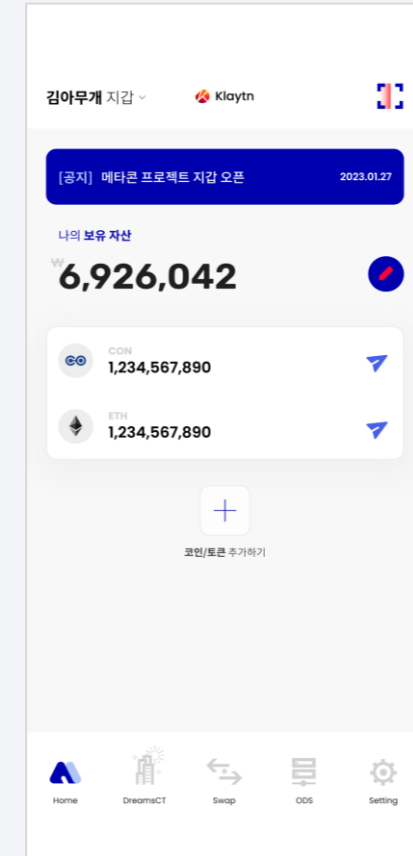 김아무개 지갑
Klaytn
[공지] 메타콘 프로젝트 지갑 오픈 2023.01.27
나의 보유 자산
₩6,926,042
CON
1,234,567,890
ETH
1,234,567,890
코인/토큰 추가하기
Home DreamsCT Swap ODS Setting